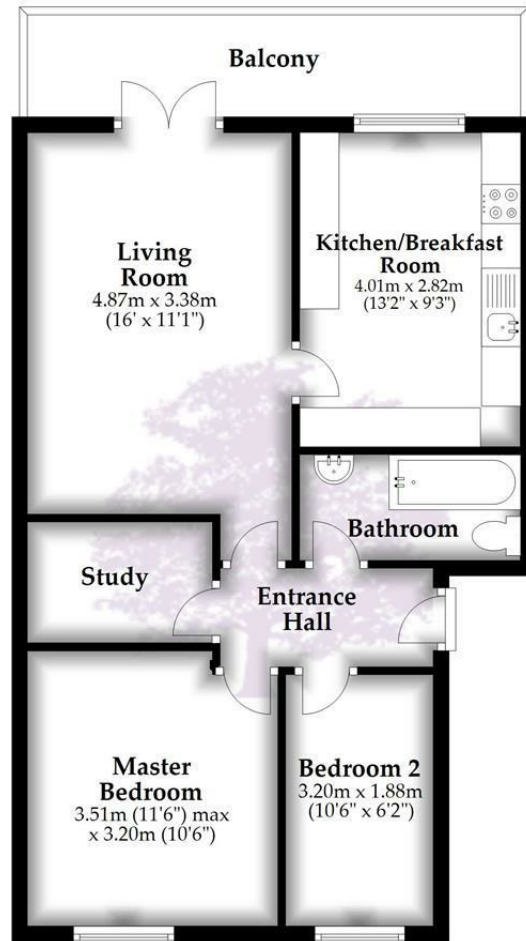 Balcony
Living
Room
4.87m x 3.38m
(16' x 11'1")
Kitchen/Breakfast
Room
4.01m x 2.82m
(13'2" x 9'3")
Bathroom
Study
Entrance
Hall
Master
Bedroom
3.51m (11'6") max
x 3.20m (10'6")
Bedroom 2
3.20m x 1.88m
(10'6" x 6'2")